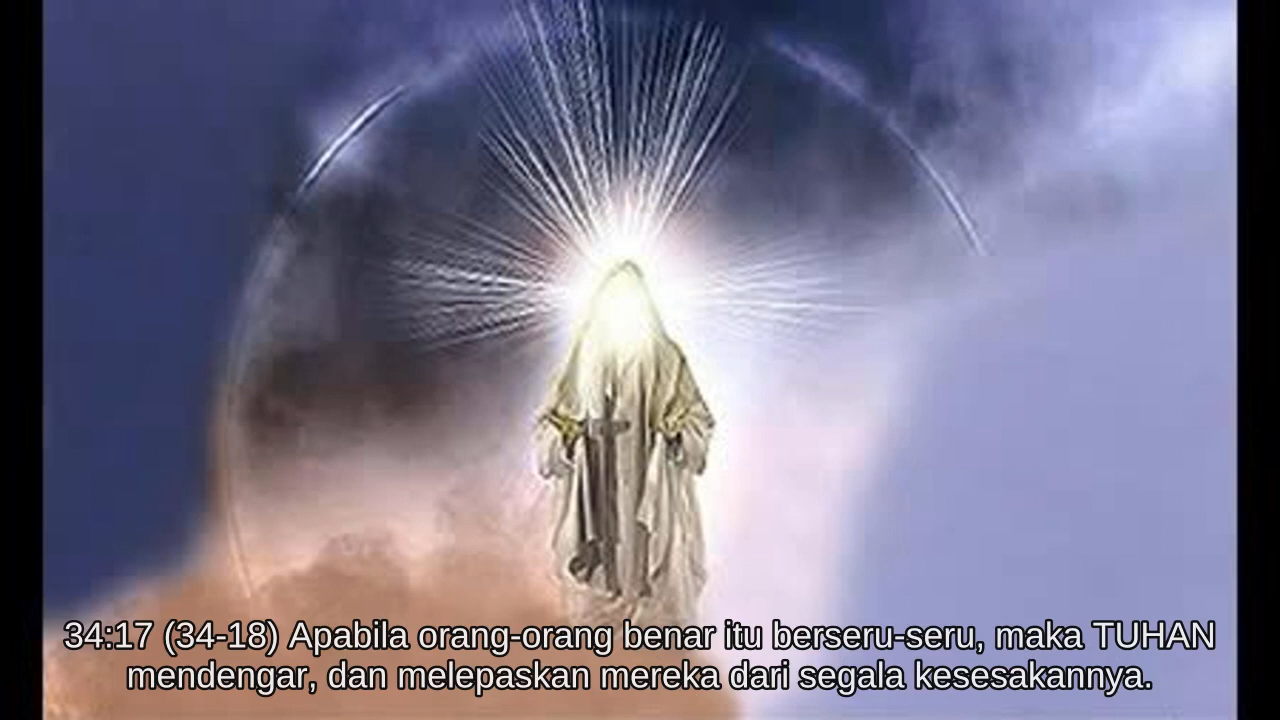 34:17 (34-18) Apabila orang-orang benar itu berseru-seru, maka TUHAN
mendengar, dan melepaskan mereka dari segala kesesakannya.